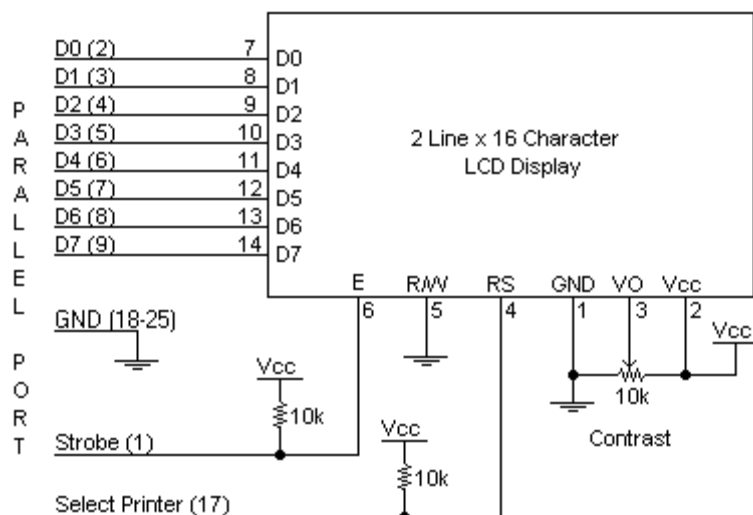 PARALLEL PORT
D0 (2) 7 D0
D1 (3) 8 D1
D2 (4) 9 D2
D3 (5) 10 D3
D4 (6) 11 D4
D5 (7) 12 D5
D6 (8) 13 D6
D7 (9) 14 D7
2 Line x 16 Character
LCD Display
E R/W RS GND VO Vcc
6 5 4 1 3 2
GND (18-25)
Vcc
Vcc
10k
10k
Contrast
Strobe (1)
Vcc
10k
Select Printer (17)